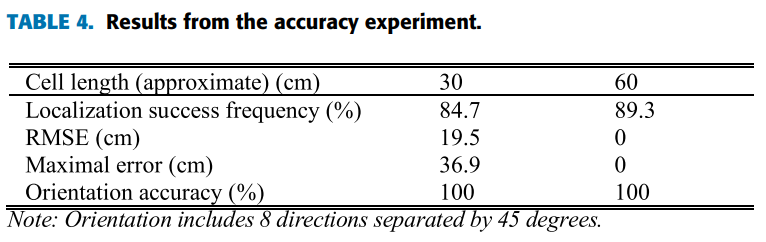 TABLE 4. Results from the accuracy experiment.
Cell length (approximate) (cm) 30 60
Localization success frequency (%) 84.7 89.3
RMSE (cm) 19.5 0
Maximal error (cm) 36.9 0
Orientation accuracy (%) 100 100
Note: Orientation includes 8 directions separated by 45 degrees.